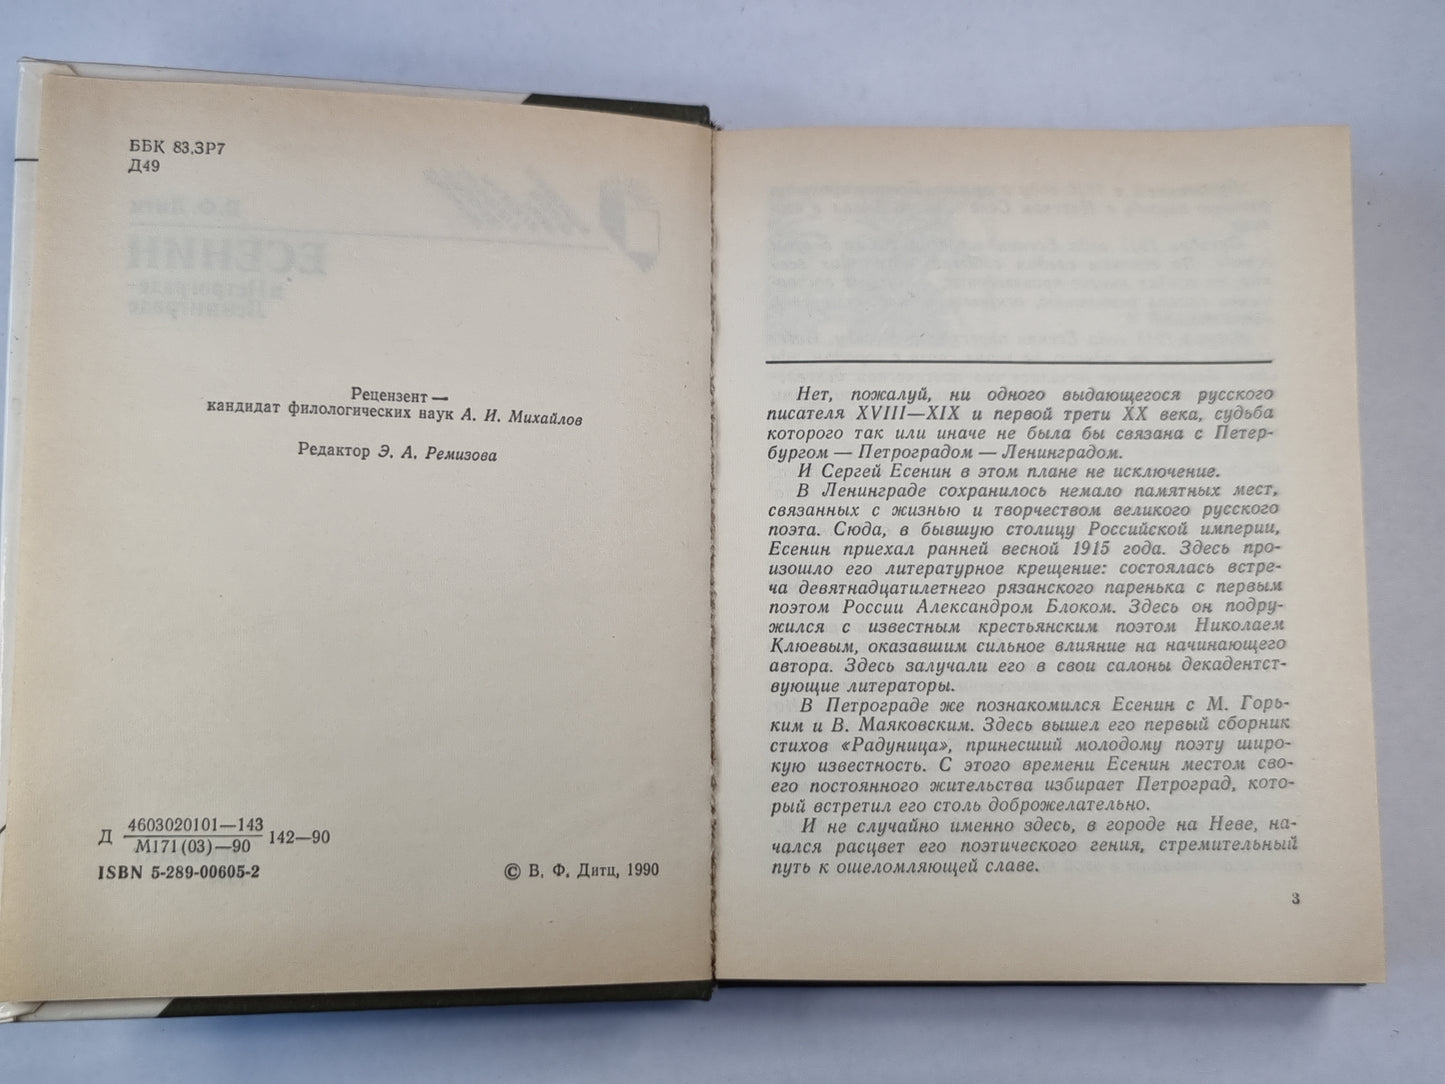 ББК 83.3Р7
Д49
Рецензент —
кандидат филологических наук А. И. Михайлов
Редактор Э. А. Ремизова
Д 4603020101—143
М171(03)—90
142—90
ISBN 5-289-00605-2
© В. Ф. Дитц, 1990
Нет, пожалуй, ни одного выдающегося русского
писателя XVIII—XIX и первой трети XX века, судьба
которого так или иначе не была бы связана с Петер-
бургом — Петроградом — Ленинградом.
И Сергей Есенин в этом плане не исключение.
В Ленинграде сохранилось немало памятных мест,
связанных с жизнью и творчеством великого русского
поэта. Сюда, в бывшую столицу Российской империи,
Есенин приехал ранней весной 1915 года. Здесь про-
изошло его литературное крещение: состоялась встре-
ча девятнадцатилетнего рязанского паренька с первым
поэтом России Александром Блоком. Здесь он подру-
жился с известным крестьянским поэтом Николаем
Клюевым, оказавшим сильное влияние на начинающего
автора. Здесь залучали его в свои салоны декадентст-
вующие литераторы.
В Петрограде же познакомился Есенин с М. Горь-
ким и В. Маяковским. Здесь вышел его первый сборник
стихов «Радуница», принесший молодому поэту широ-
кую известность. С этого времени Есенин местом сво-
его постоянного жительства избирает Петроград, кото-
рый встретил его столь доброжелательно.
И не случайно именно здесь, в городе на Неве, на-
чался расцвет его поэтического гения, стремительный
путь к ошеломляющей славе.
3